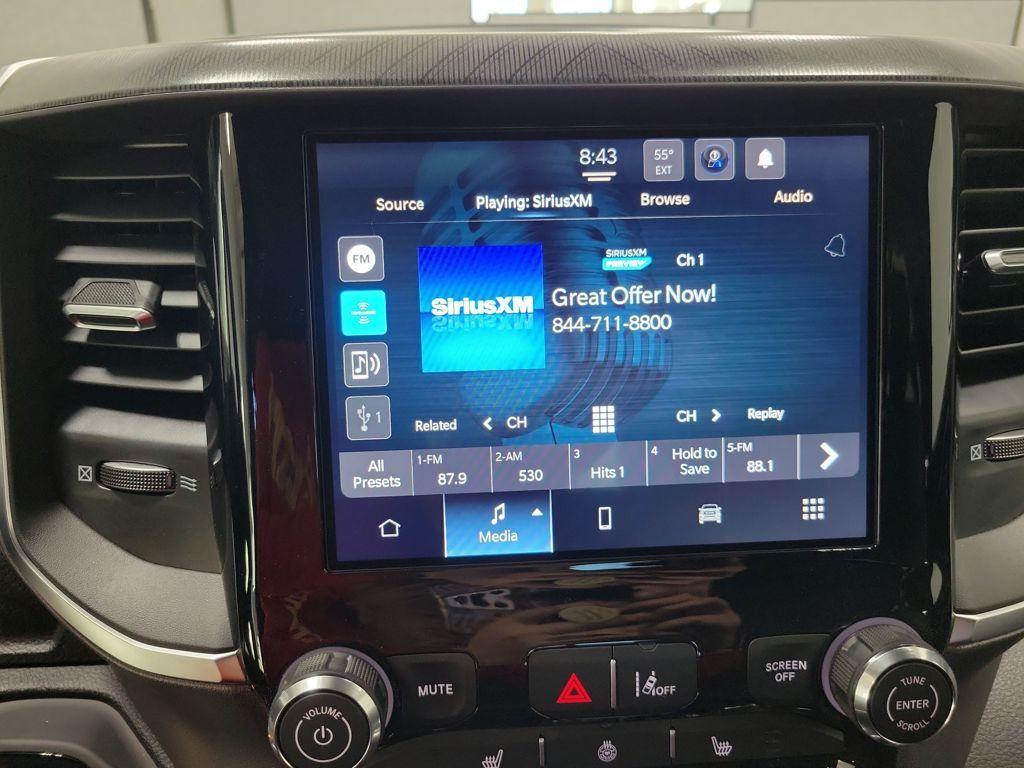 8:43
55°
EXT
Source Playing: SiriusXM Browse Audio
FM
SIRIUSXM
PREVIEW
Ch 1
SiriusXM
Great Offer Now!
844-711-8800
1
Related < CH CH > Replay
All
Presets
1-FM
87.9
2-AM
530
3
Hits 1
4
Hold to
Save
5-FM
88.1
Media
VOLUME
MUTE
OFF
SCREEN
OFF
TUNE
ENTER
SCROLL